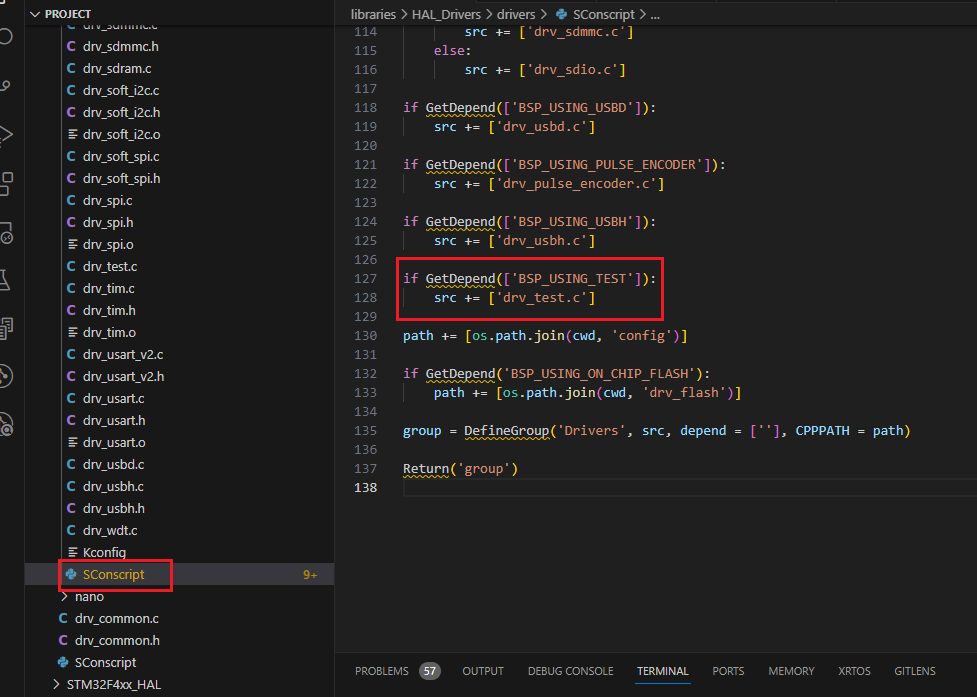 PROJECT
drv_sdmmc.c
drv_sdmmc.h
drv_sdram.c
drv_soft_i2c.c
drv_soft_i2c.h
drv_soft_i2c.o
drv_soft_spi.c
drv_soft_spi.h
drv_spi.c
drv_spi.h
drv_spi.o
drv_test.c
drv_tim.c
drv_tim.h
drv_tim.o
drv_usart_v2.c
drv_usart_v2.h
drv_usart.c
drv_usart.h
drv_usart.o
drv_usbd.c
drv_usbh.c
drv_usbh.h
drv_wdt.c
Kconfig
SConscript 9+
nano
drv_common.c
drv_common.h
SConscript
STM32F4xx_HAL
libraries > HAL_Drivers > drivers > SConscript > ...
114 src += ['drv_sdmmc.c']
115 else:
116 src += ['drv_sdio.c']
117
118 if GetDepend(['BSP_USING_USBD']):
119 src += ['drv_usbd.c']
120
121 if GetDepend(['BSP_USING_PULSE_ENCODER']):
122 src += ['drv_pulse_encoder.c']
123
124 if GetDepend(['BSP_USING_USBH']):
125 src += ['drv_usbh.c']
126
127 if GetDepend(['BSP_USING_TEST']):
128 src += ['drv_test.c']
129
130 path += [os.path.join(cwd, 'config')]
131
132 if GetDepend('BSP_USING_ON_CHIP_FLASH'):
133 path += [os.path.join(cwd, 'drv_flash')]
134
135 group = DefineGroup('Drivers', src, depend = [''], CPPPATH = path)
136
137 Return('group')
138
PROBLEMS 57 OUTPUT DEBUG CONSOLE TERMINAL PORTS MEMORY XRTOS GITLENS